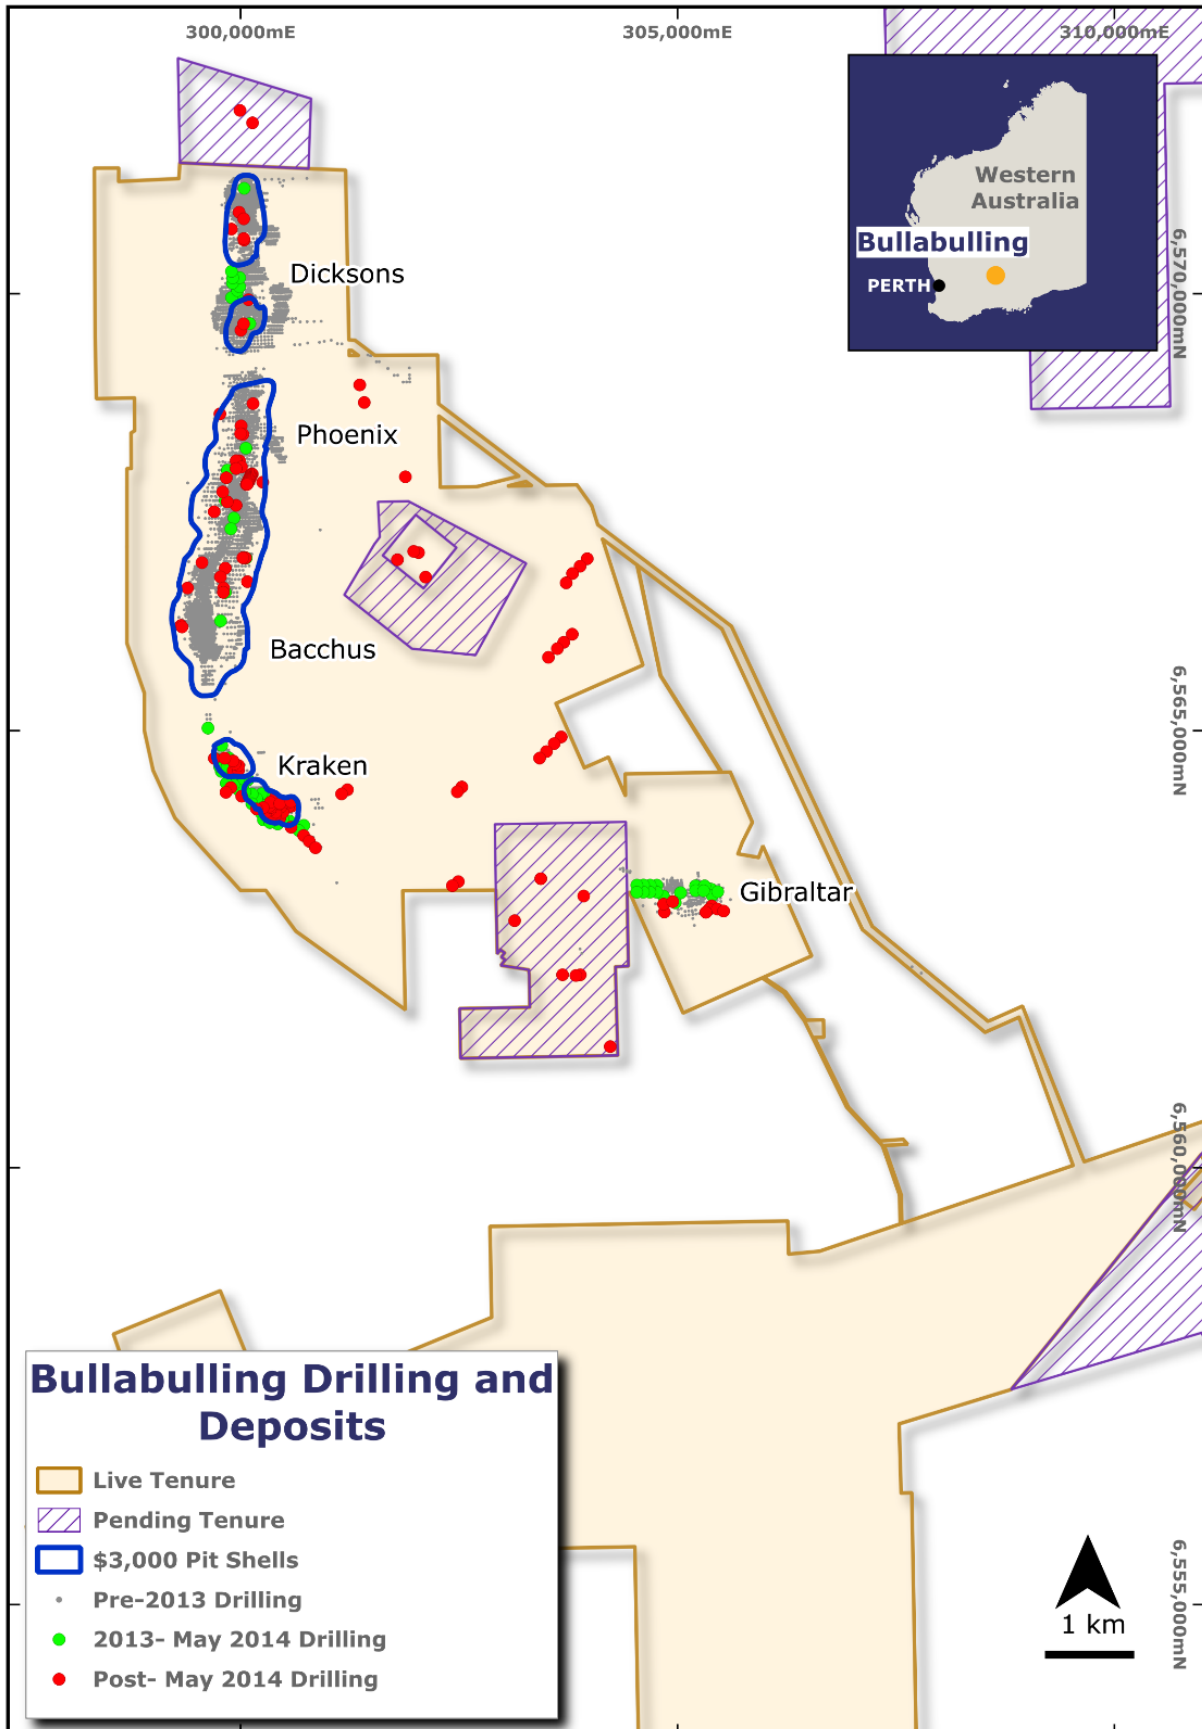 300,000mE
305,000mE
310,000mE
Western
Australia
Bullabulling
PERTH
6,570,000mN
Dicksons
Phoenix
Bacchus
6,565,000mN
Kraken
Gibraltar
6,560,000mN
Bullabulling Drilling and
Deposits
Live Tenure
Pending Tenure
$3,000 Pit Shells
Pre-2013 Drilling
2013- May 2014 Drilling
Post- May 2014 Drilling
1 km
6,555,000mN